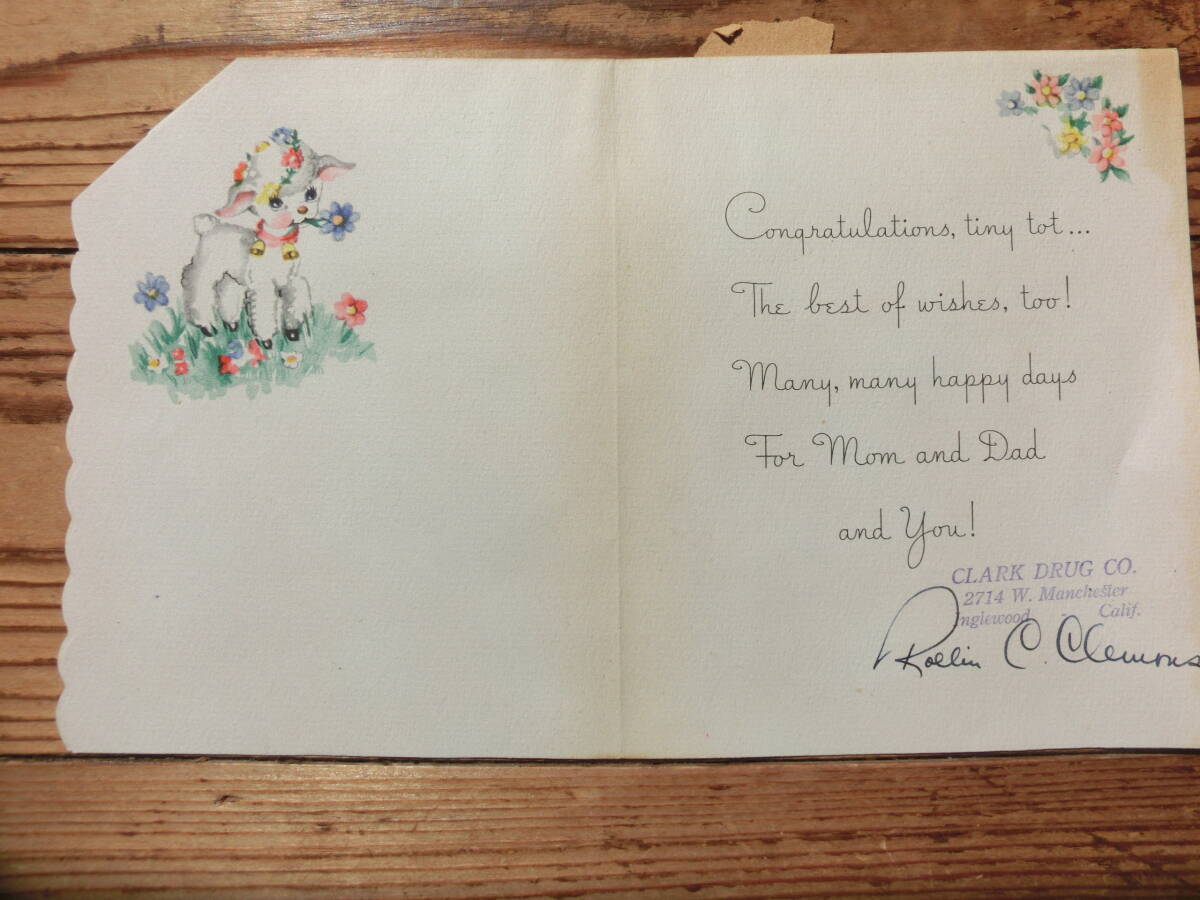 Congratulations, tiny tot...
The best of wishes, too!
Many, many happy days
For Mom and Dad
and You!
CLARK DRUG CO.
2714 W. Manchester
Inglewood - Calif.
Rollin C. Clemons